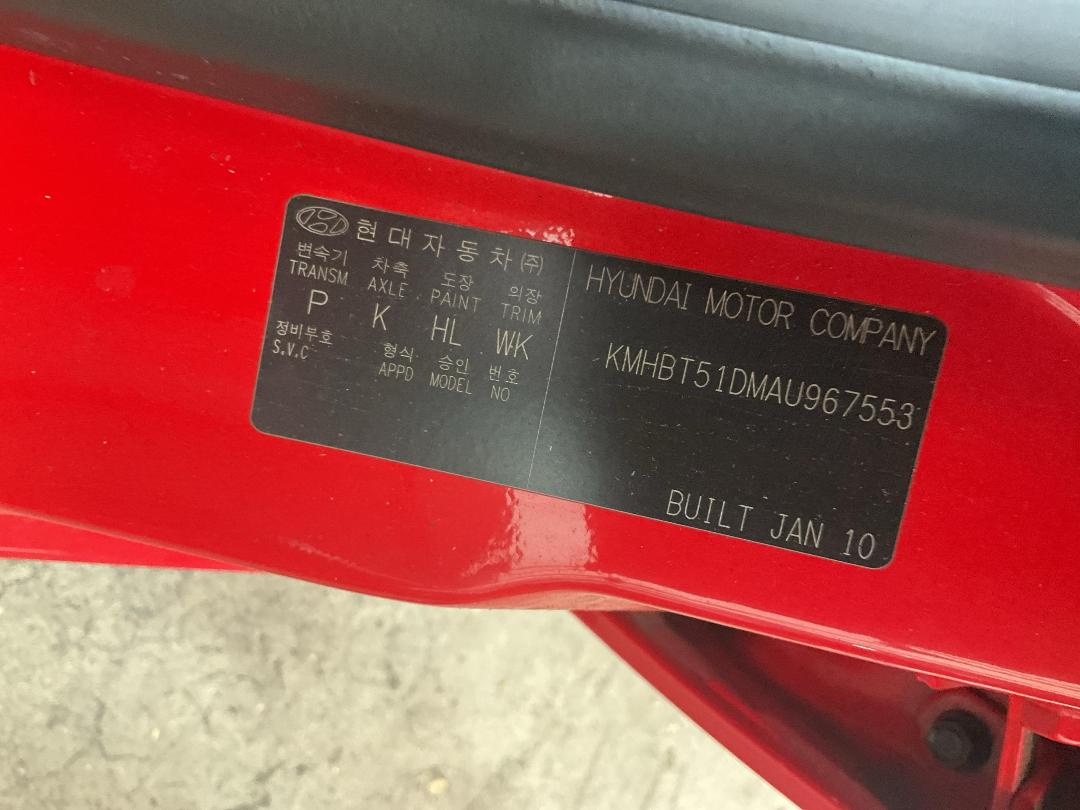 현대자동차(주)
변속기 차축 도장 의장
TRANSM AXLE PAINT TRIM
P K HL WK
정비부호 형식 승인 번호
S.V.C APPD MODEL NO
HYUNDAI MOTOR COMPANY
KMHBT51DMAU967553
BUILT JAN 10